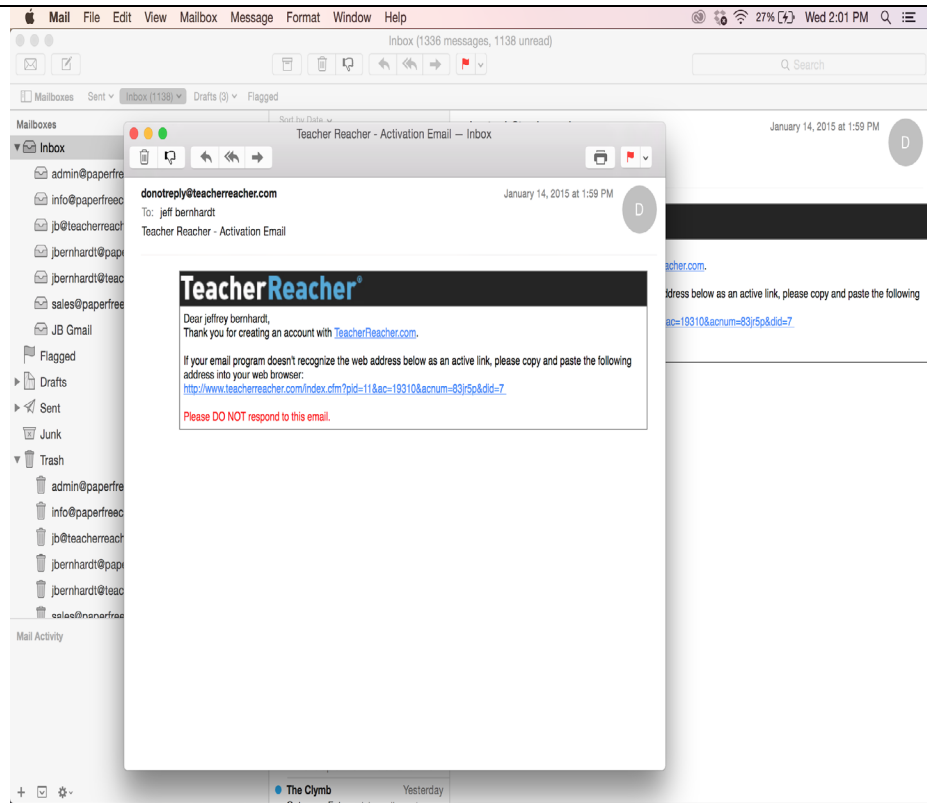 Mail File Edit View Mailbox Message Format Window Help 27% Wed 2:01 PM
Inbox (1336 messages, 1138 unread)
Search
Mailboxes Sent Inbox (1138) Drafts (3) Flagged
Mailboxes
Sort by Date
January 14, 2015 at 1:59 PM
D
Inbox
admin@paperfre
info@paperfreec
jb@teacherreach
jbernhardt@pape
jbernhardt@teac
sales@paperfree
JB Gmail
Flagged
Drafts
Sent
Junk
Trash
admin@paperfre
info@paperfreec
jb@teacherreach
jbernhardt@pape
jbernhardt@teac
sales@paperfree
Mail Activity
Teacher Reacher - Activation Email — Inbox
donotreply@teacherreacher.com January 14, 2015 at 1:59 PM
D
To: jeff bernhardt
Teacher Reacher - Activation Email
TeacherReacher®
Dear jeffrey bernhardt,
Thank you for creating an account with TeacherReacher.com.
If your email program doesn't recognize the web address below as an active link, please copy and paste the following
address into your web browser:
http://www.teacherreacher.com/index.cfm?pid=11&ac=19310&acnum=83jr5p&did=7
Please DO NOT respond to this email.
acher.com.
ddress below as an active link, please copy and paste the following
ac=19310&acnum=83jr5p&did=7
The Clymb Yesterday